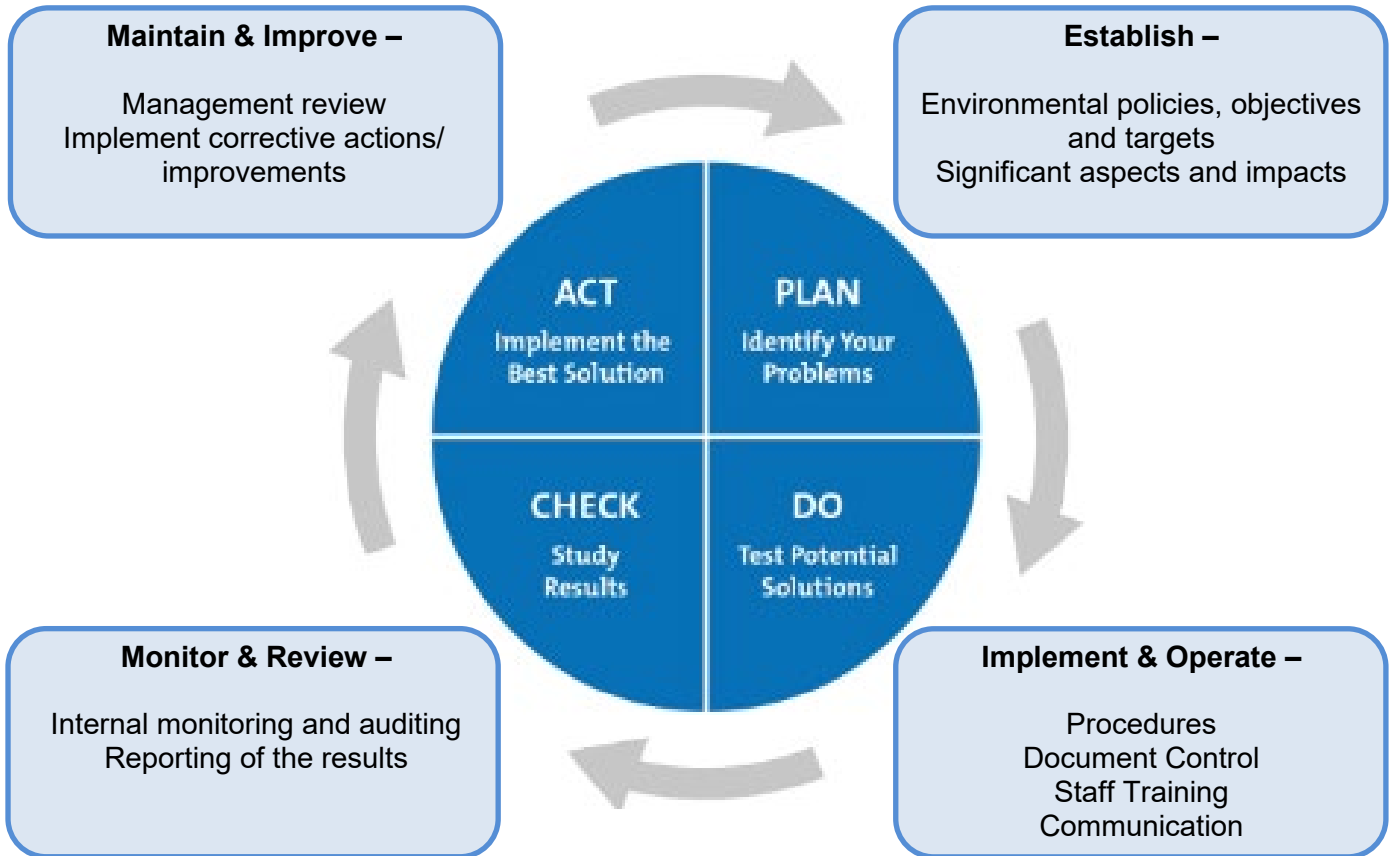 Maintain & Improve –
Management review
Implement corrective actions/
improvements
Establish –
Environmental policies, objectives
and targets
Significant aspects and impacts
ACT
Implement the
Best Solution
PLAN
Identify Your
Problems
CHECK
Study
Results
DO
Test Potential
Solutions
Monitor & Review –
Internal monitoring and auditing
Reporting of the results
Implement & Operate –
Procedures
Document Control
Staff Training
Communication